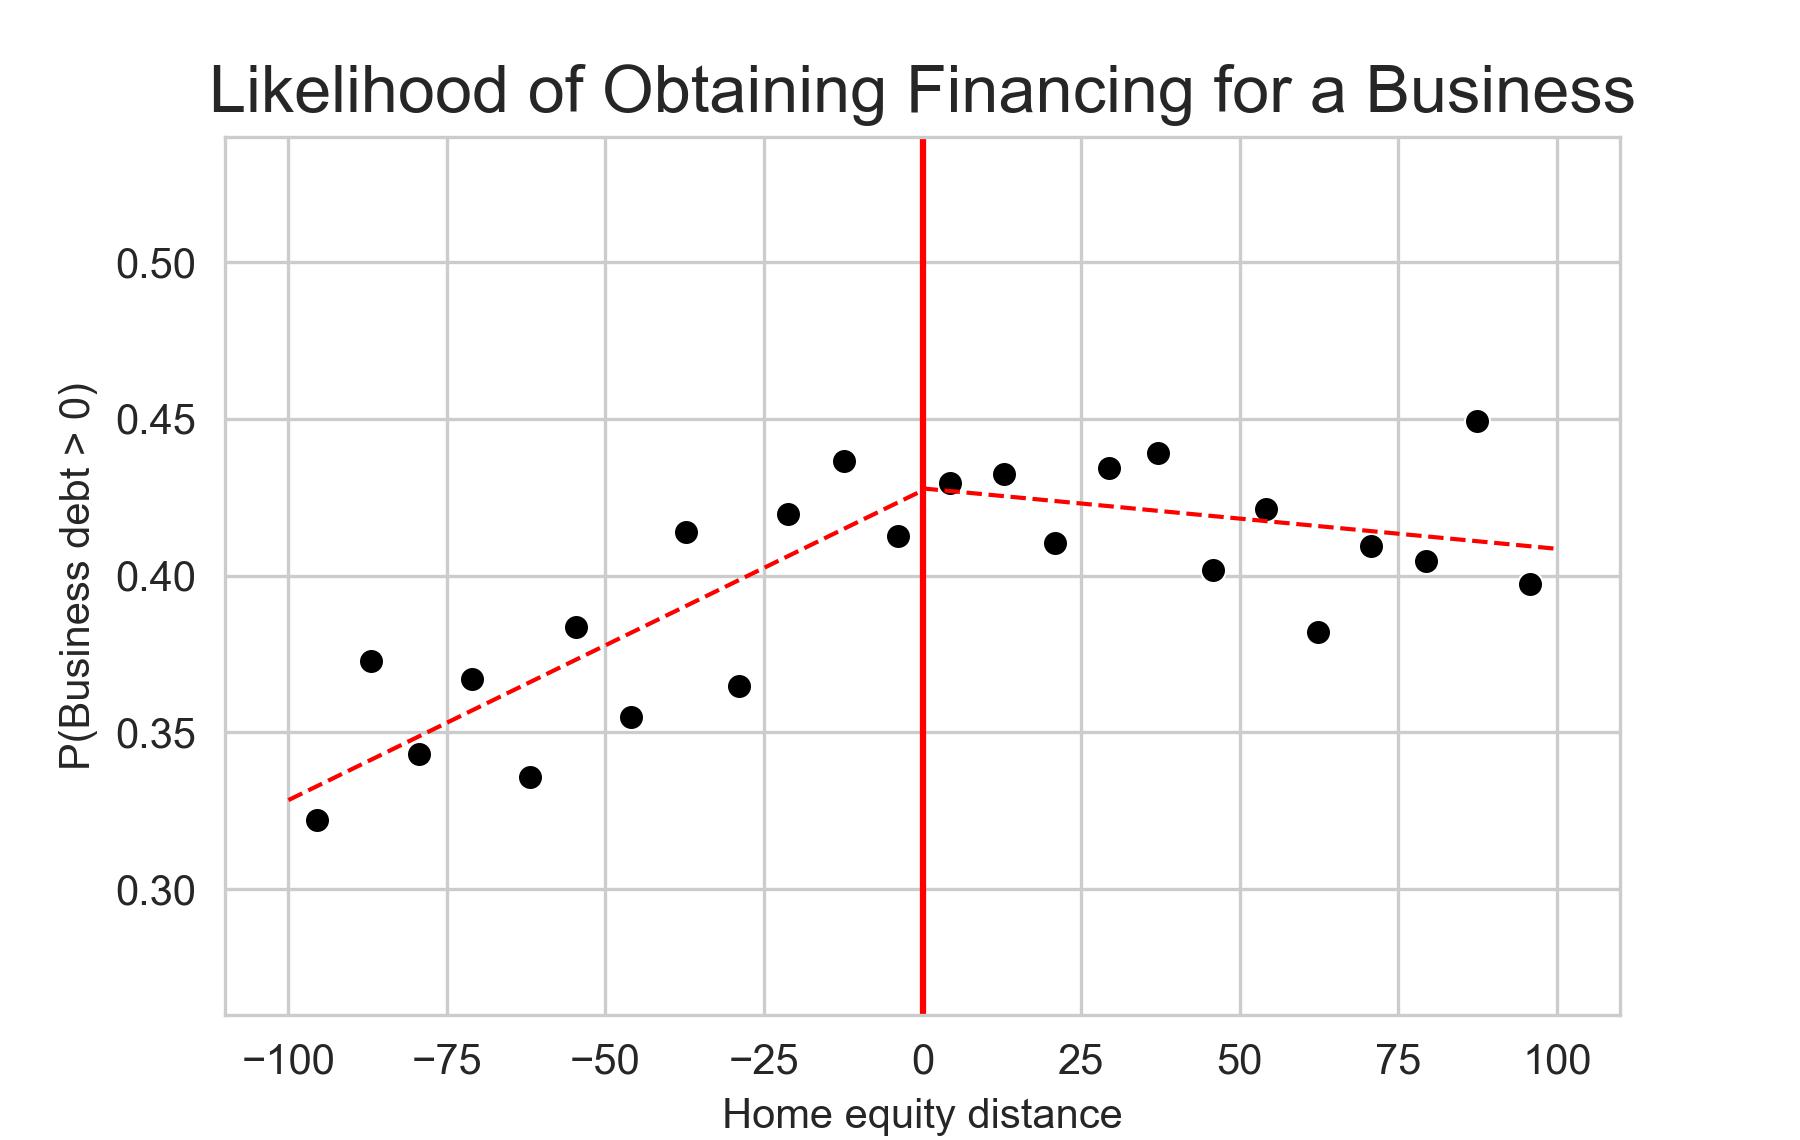 Likelihood of Obtaining Financing for a Business
P(Business debt > 0)
0.50
0.45
0.40
0.35
0.30
−100 −75 −50 −25 0 25 50 75 100
Home equity distance